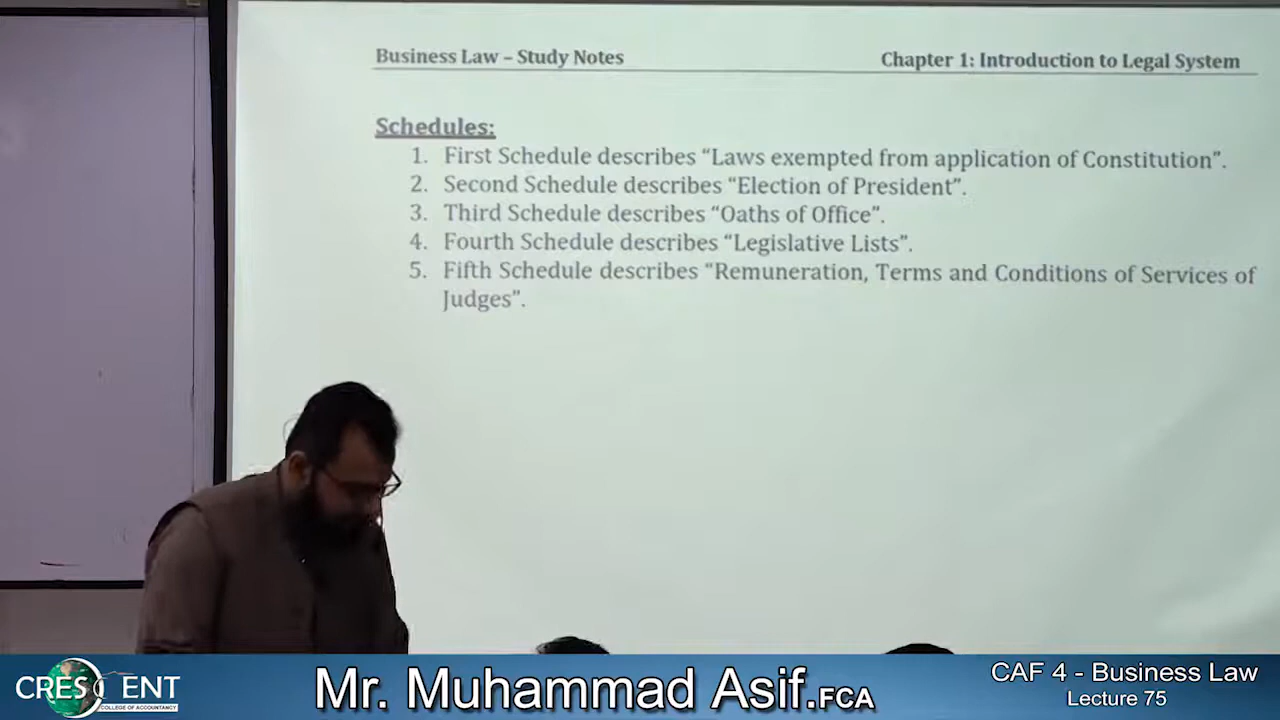 Business Law – Study Notes
Chapter 1: Introduction to Legal System
Schedules:
1. First Schedule describes “Laws exempted from application of Constitution”.
2. Second Schedule describes “Election of President”.
3. Third Schedule describes “Oaths of Office”.
4. Fourth Schedule describes “Legislative Lists”.
5. Fifth Schedule describes “Remuneration, Terms and Conditions of Services of
Judges”.
CRESCENT
COLLEGE OF ACCOUNTANCY
Mr. Muhammad Asif.FCA
CAF 4 - Business Law
Lecture 75